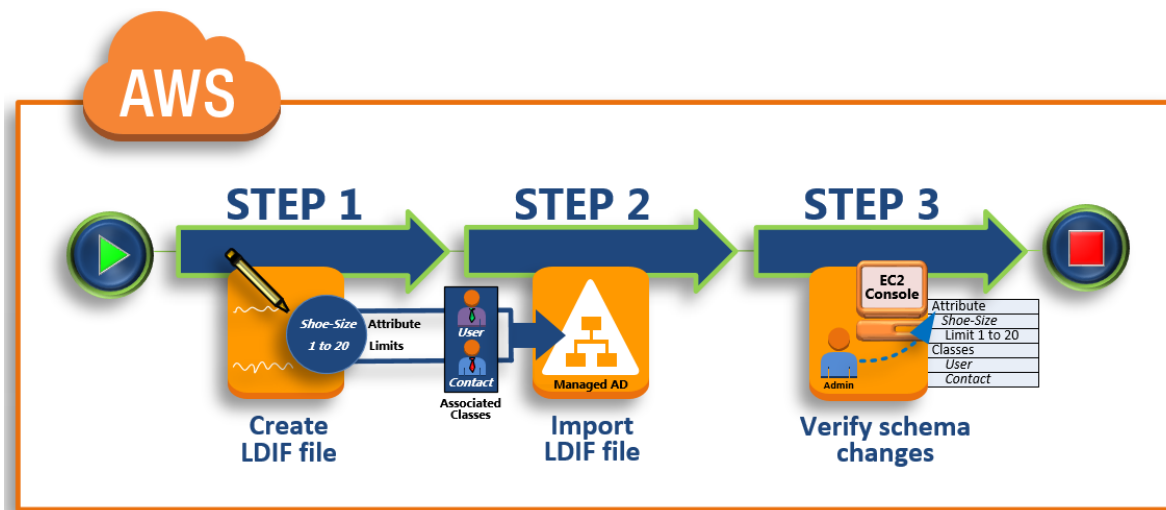 AWS
STEP 1
STEP 2
STEP 3
Shoe-Size
1 to 20
Attribute
Limits
User
Contact
Associated
Classes
Managed AD
EC2
Console
Admin
Attribute
Shoe-Size
Limit 1 to 20
Classes
User
Contact
Create
LDIF file
Import
LDIF file
Verify schema
changes